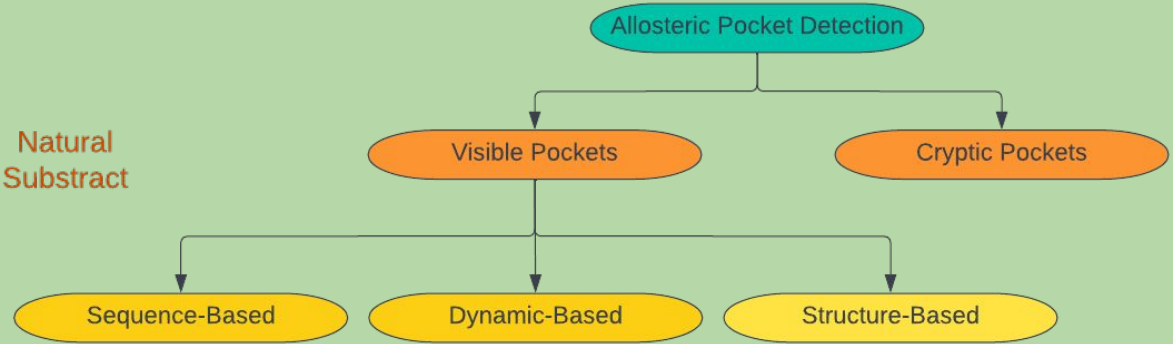 Allosteric Pocket Detection
Natural
Substract
Visible Pockets
Cryptic Pockets
Sequence-Based
Dynamic-Based
Structure-Based